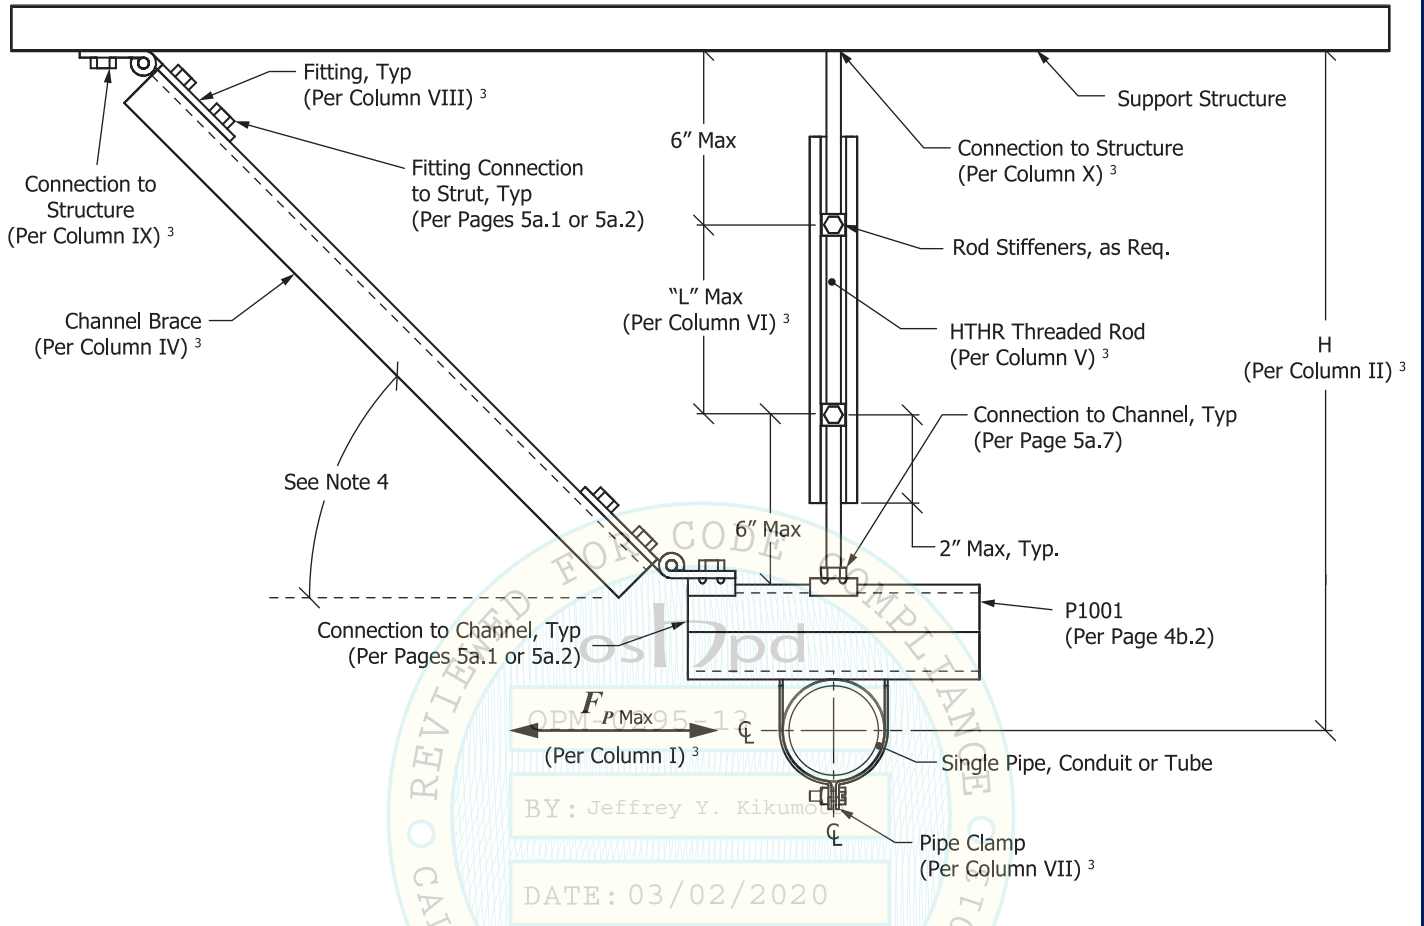 Fitting, Typ
(Per Column VIII) 3
Support Structure
6" Max
Connection to Structure
(Per Column X) 3
Fitting Connection
to Strut, Typ
(Per Pages 5a.1 or 5a.2)
Connection to
Structure
(Per Column IX) 3
Rod Stiffeners, as Req.
"L" Max
(Per Column VI) 3
Channel Brace
(Per Column IV) 3
HTHR Threaded Rod
(Per Column V) 3
H
(Per Column II) 3
Connection to Channel, Typ
(Per Page 5a.7)
See Note 4
6" Max
2" Max, Typ.
P1001
(Per Page 4b.2)
Connection to Channel, Typ
(Per Pages 5a.1 or 5a.2)
FP Max
(Per Column I) 3
℄
Single Pipe, Conduit or Tube
℄
Pipe Clamp
(Per Column VII) 3
REVIEWED FOR CODE COMPLIANCE
oshpd
OPM-0295-13
BY: Jeffrey Y. Kikumo
DATE: 03/02/2020